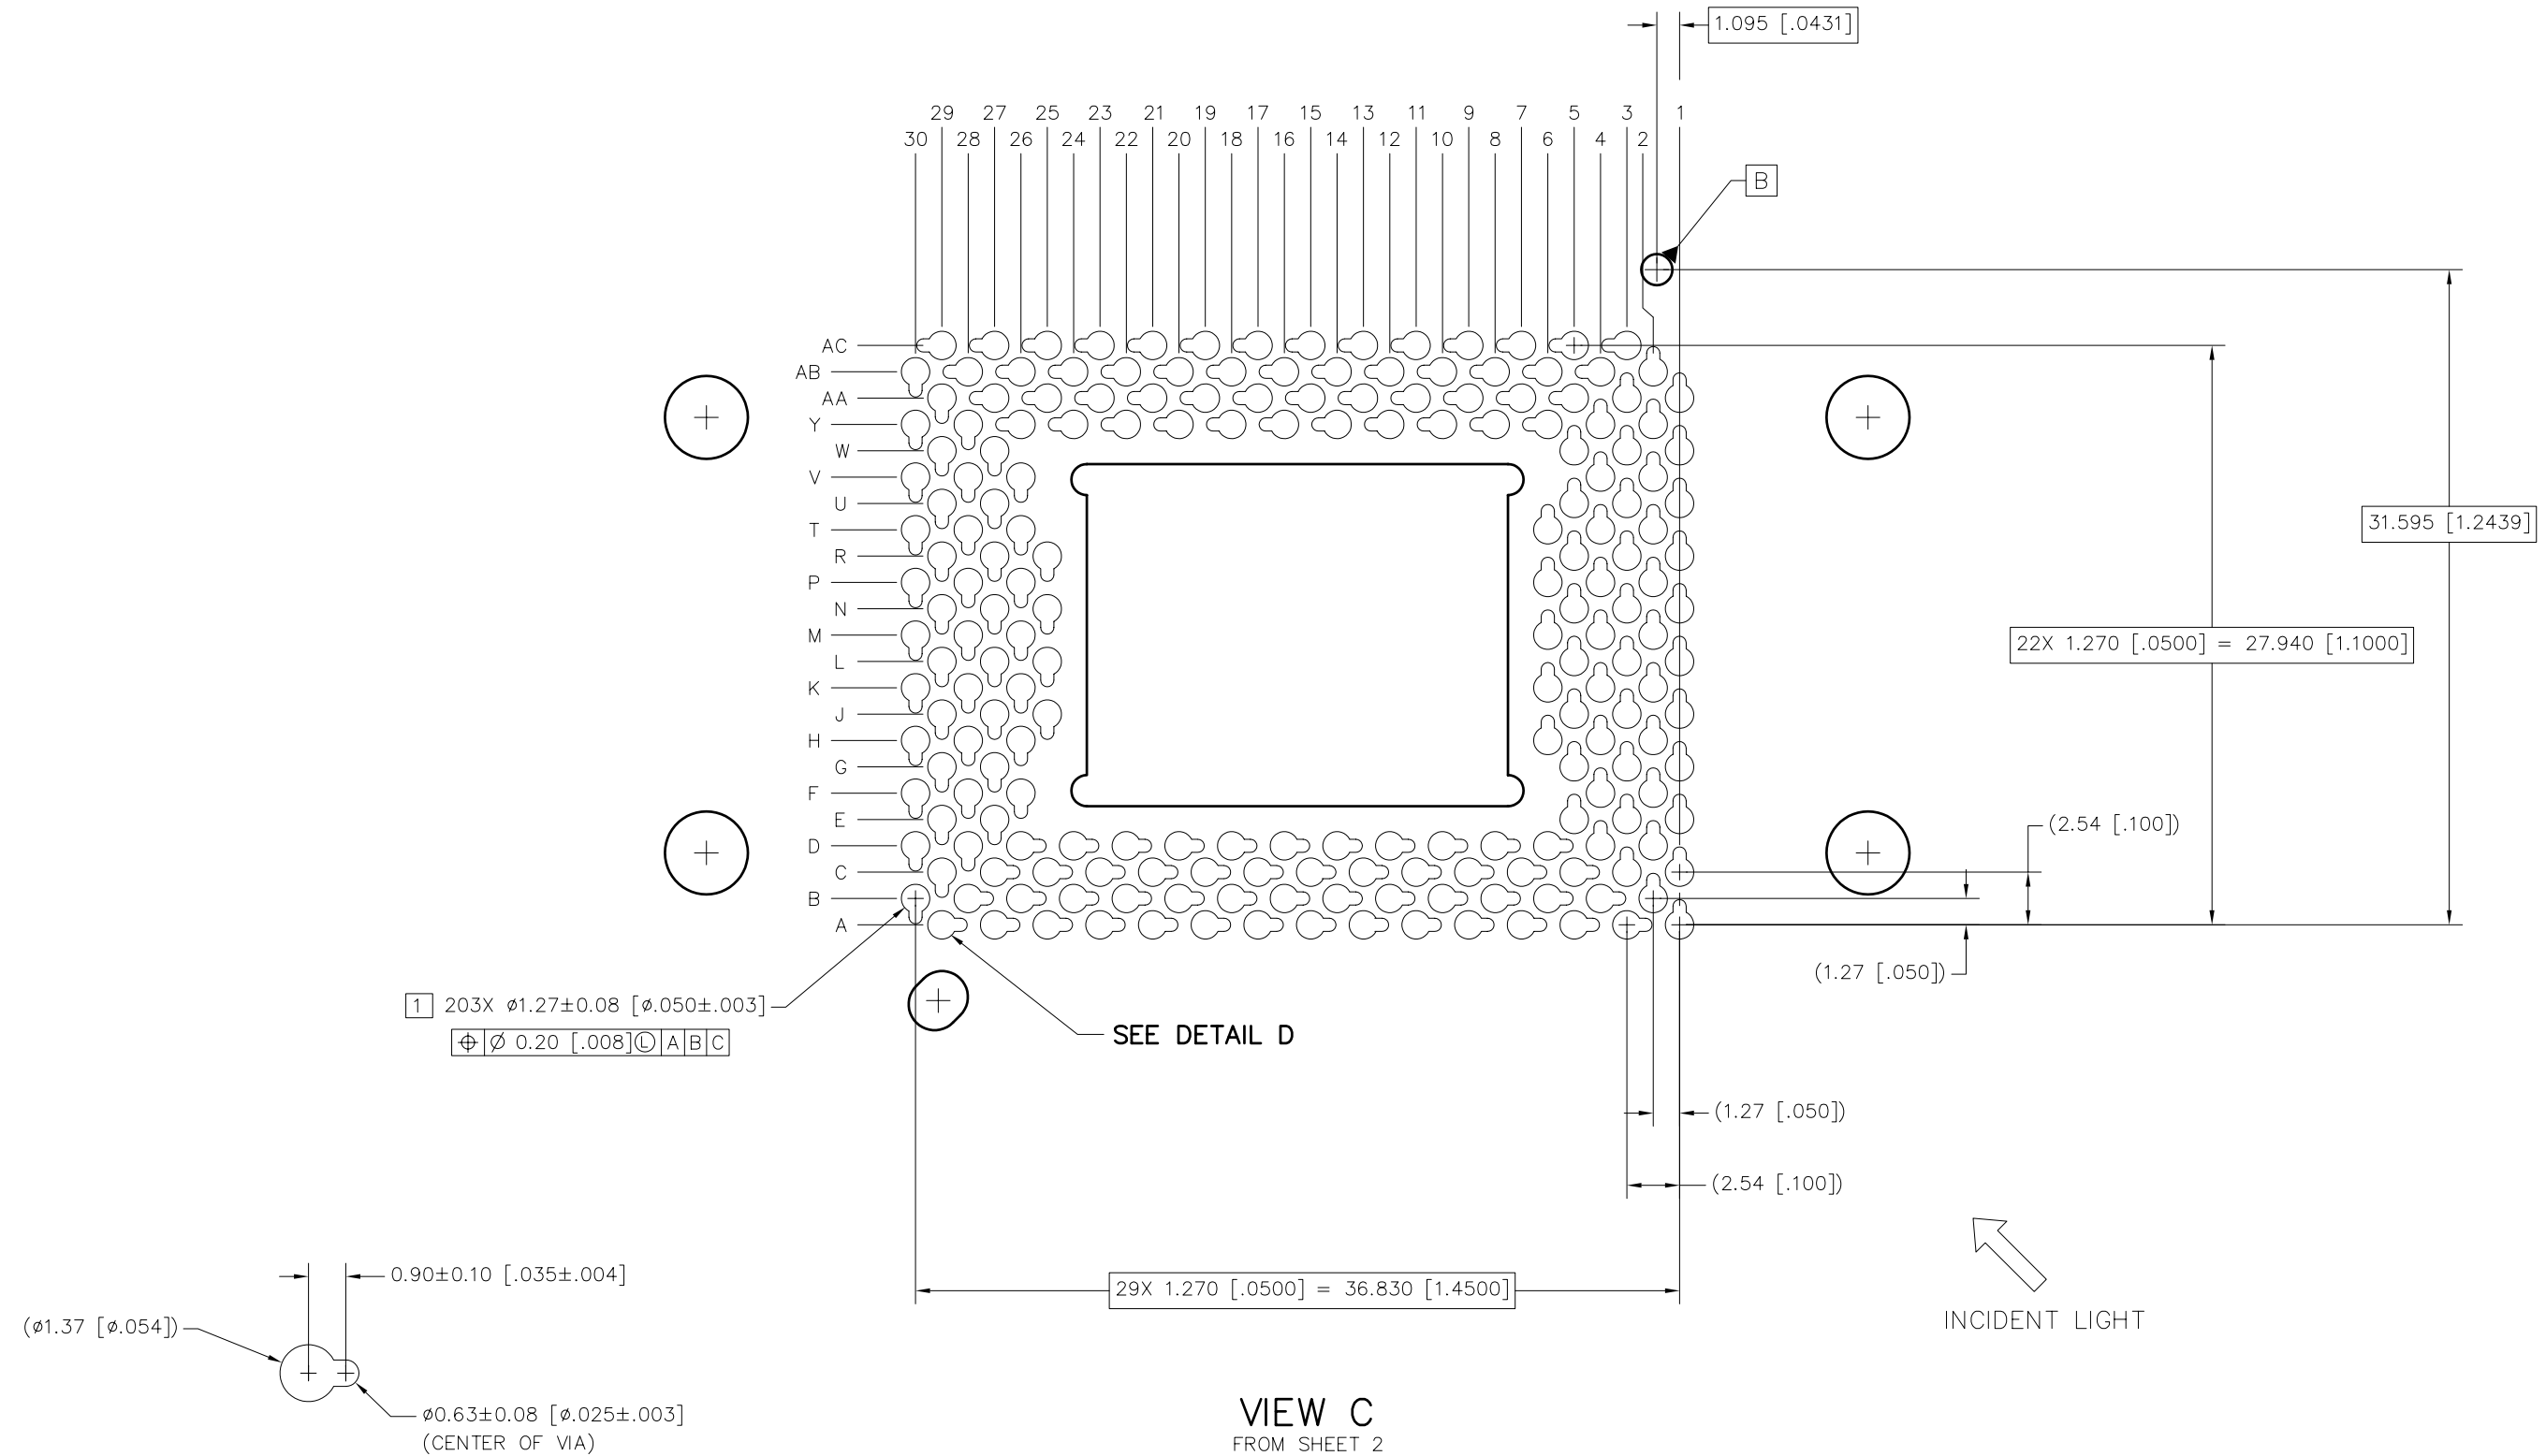 1.095 [.0431]
29 27 25 23 21 19 17 15 13 11 9 7 5 3 1
30 28 26 24 22 20 18 16 14 12 10 8 6 4 2
B
AC
AB
AA
Y
W
V
U
T
R
P
N
M
L
K
J
H
G
F
E
D
C
B
A
31.595 [1.2439]
22X 1.270 [.0500] = 27.940 [1.1000]
(2.54 [.100])
(1.27 [.050])
1 203X ø1.27±0.08 [ø.050±.003]
⌖ Ø 0.20 [.008]Ⓛ A B C
SEE DETAIL D
(1.27 [.050])
(2.54 [.100])
29X 1.270 [.0500] = 36.830 [1.4500]
INCIDENT LIGHT
0.90±0.10 [.035±.004]
(ø1.37 [ø.054])
ø0.63±0.08 [ø.025±.003]
(CENTER OF VIA)
VIEW C
FROM SHEET 2